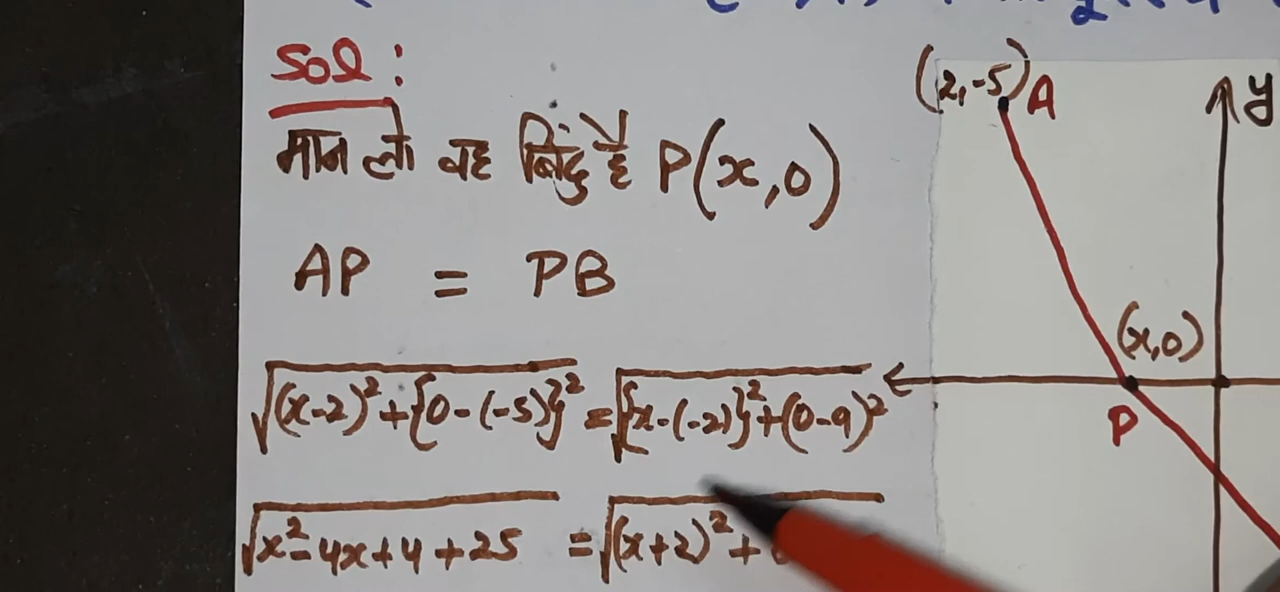 Sol :
मान लो वह बिंदु है P(x,0)
AP = PB
√(x-2)²+{0-(-5)}² = √{x-(-2)}²+(0-9)²
√x²-4x+4+25 = √(x+2)²+
(2,-5) A
y
(x,0)
P